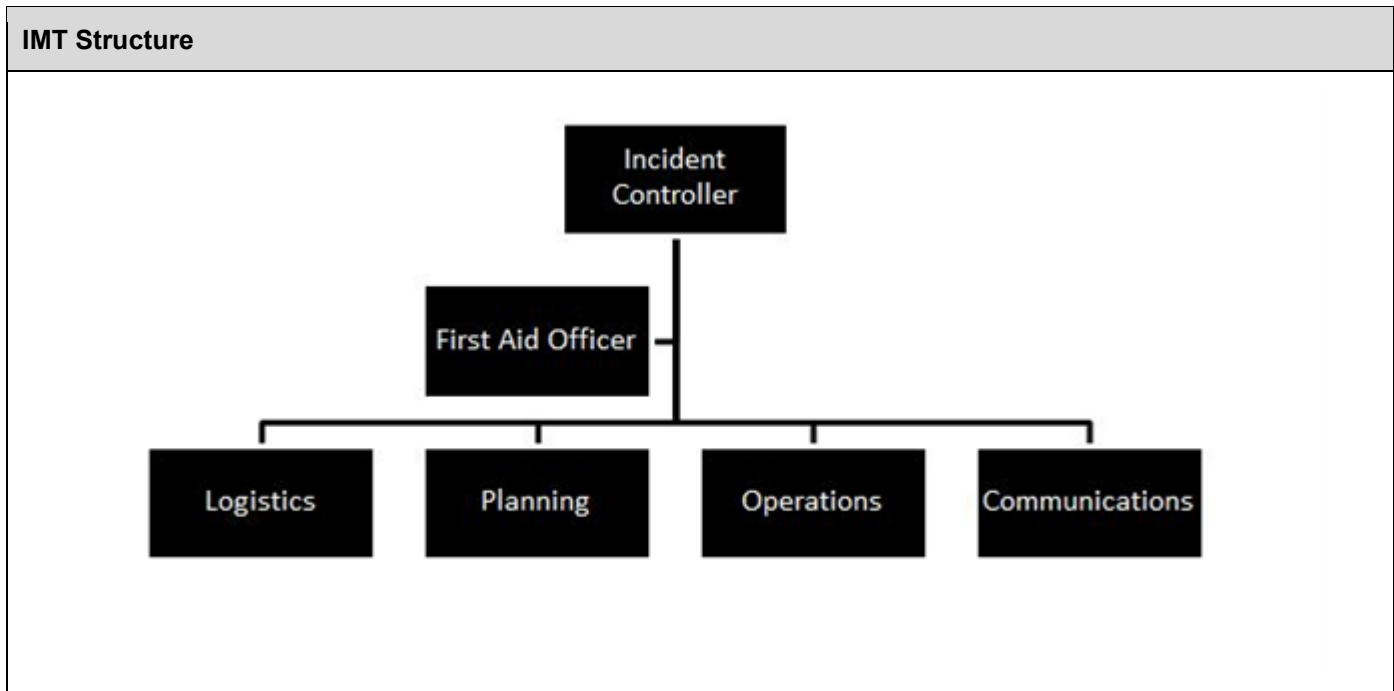 IMT Structure
Incident
Controller
First Aid Officer
Logistics
Planning
Operations
Communications